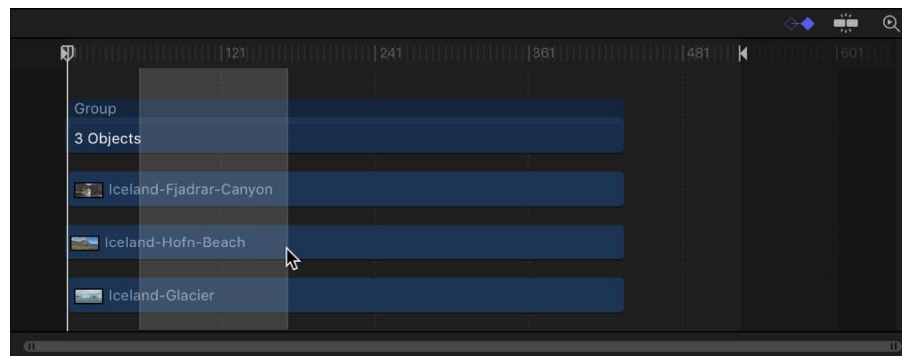 121 241 361 481 601
Group
3 Objects
Iceland-Fjadrar-Canyon
Iceland-Hofn-Beach
Iceland-Glacier